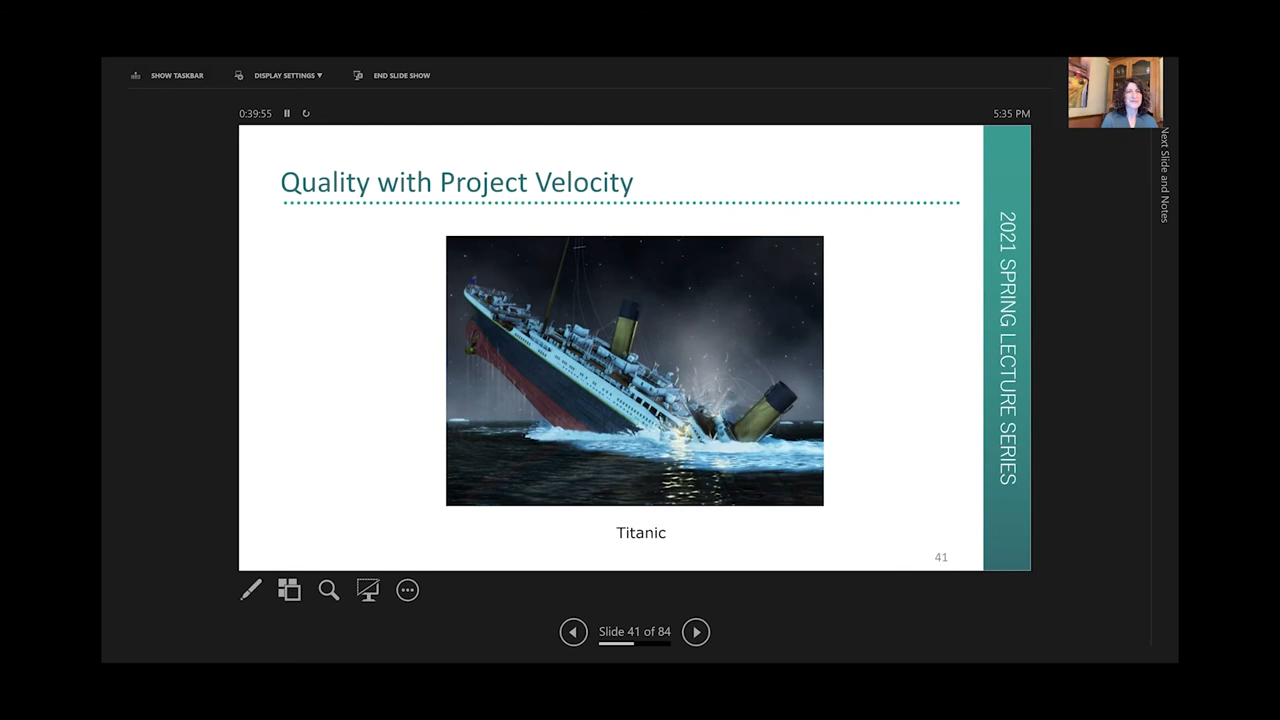 SHOW TASKBAR
DISPLAY SETTINGS ▼
END SLIDE SHOW
0:39:55
5:35 PM
Next Slide and Notes
Quality with Project Velocity
2021 SPRING LECTURE SERIES
Titanic
41
Slide 41 of 84